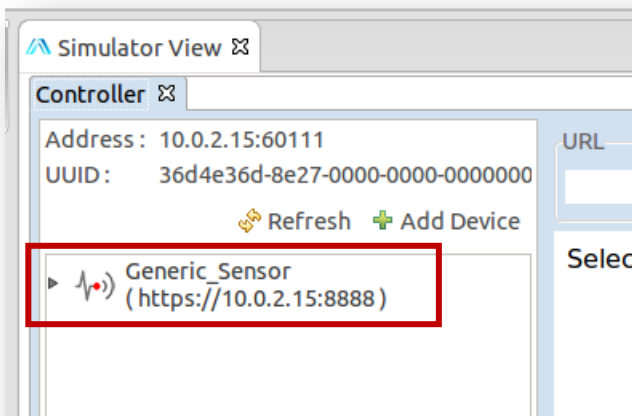 Simulator View
Controller
Address : 10.0.2.15:60111
UUID : 36d4e36d-8e27-0000-0000-0000000
Refresh Add Device
Generic_Sensor
( https://10.0.2.15:8888 )
URL
Selec